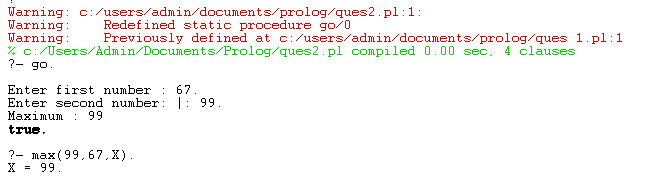 Warning: c:/users/admin/documents/prolog/ques2.pl:1:
Warning:    Redefined static procedure go/0
Warning:    Previously defined at c:/users/admin/documents/prolog/ques 1.pl:1
% c:/Users/Admin/Documents/Prolog/ques2.pl compiled 0.00 sec, 4 clauses
?- go.
Enter first number : 67.
Enter second number: |: 99.
Maximum : 99
true.
?- max(99,67,X).
X = 99.